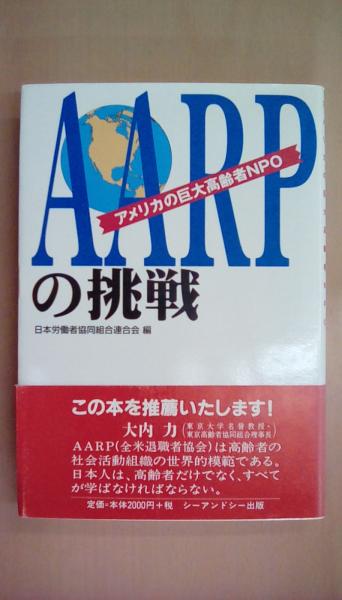 AARP
アメリカの巨大高齢者NPO
の挑戦
日本労働者協同組合連合会 編
この本を推薦いたします!
大内 力(東京大学名誉教授・
東京高齢者協同組合理事長)
AARP(全米退職者協会)は高齢者の
社会活動組織の世界的模範である。
日本人は、高齢者だけでなく、すべて
が学ばなければならない。
定価=本体2000円+税 シーアンドシー出版